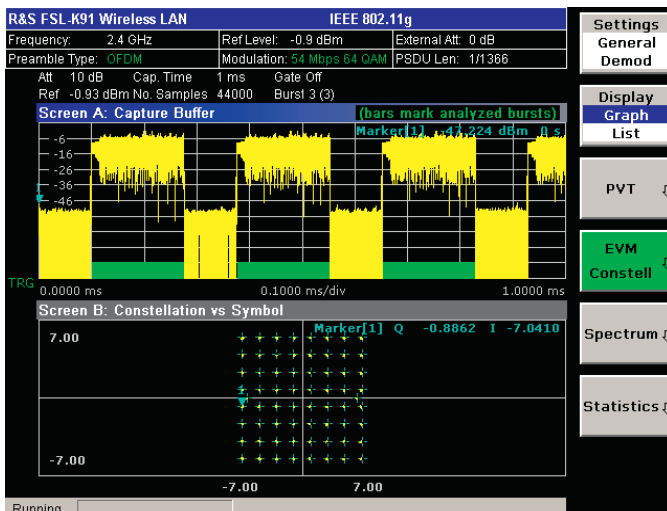 R&S FSL-K91 Wireless LAN IEEE 802.11g
Frequency: 2.4 GHz Ref Level: -0.9 dBm External Att: 0 dB
Preamble Type: OFDM Modulation: 54 Mbps 64 QAM PSDU Len: 1/1366
Att 10 dB Cap. Time 1 ms Gate Off
Ref -0.93 dBm No. Samples 44000 Burst 3 (3)
Screen A: Capture Buffer (bars mark analyzed bursts)
Marker[1] -47.224 dBm 0 s
-6
-16
-26
-36
1
-46
TRG
0.0000 ms 0.1000 ms/div 1.0000 ms
Screen B: Constellation vs Symbol
Marker[1] Q -0.8862 I -7.0410
7.00
1
-7.00
-7.00 7.00
Running
Settings
General
Demod
Display
Graph
List
PVT
EVM
Constell
Spectrum
Statistics